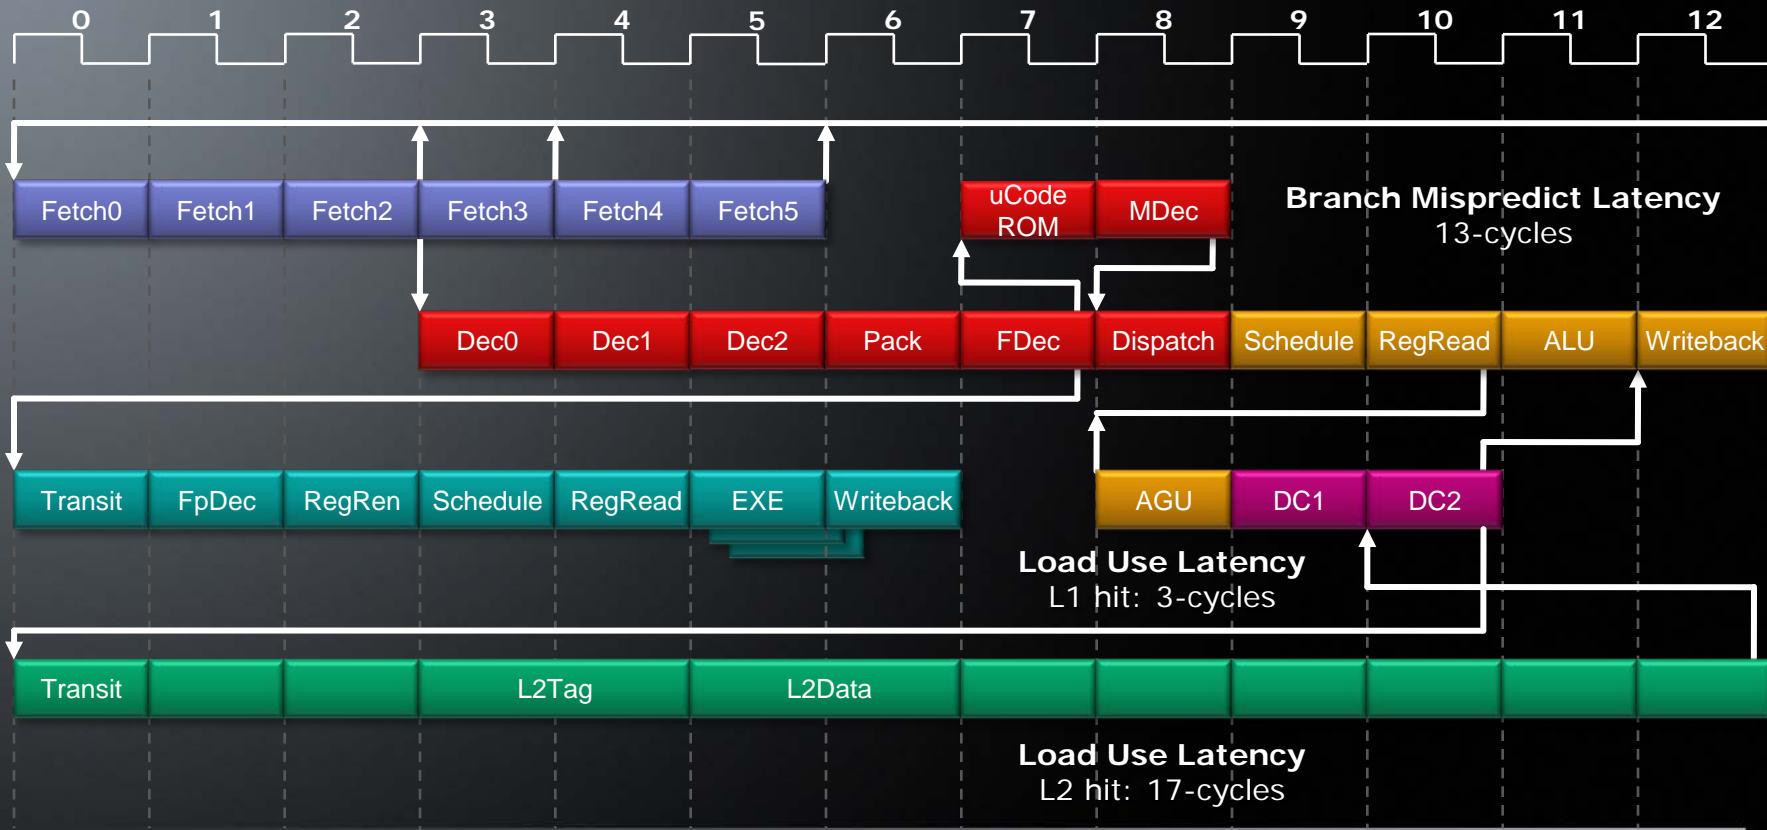 0 1 2 3 4 5 6 7 8 9 10 11 12
Fetch0 Fetch1 Fetch2 Fetch3 Fetch4 Fetch5
uCode
ROM
MDec
Branch Mispredict Latency
13-cycles
Dec0 Dec1 Dec2 Pack FDec Dispatch Schedule RegRead ALU Writeback
Transit FpDec RegRen Schedule RegRead EXE Writeback AGU DC1 DC2
Load Use Latency
L1 hit: 3-cycles
Transit L2Tag L2Data
Load Use Latency
L2 hit: 17-cycles